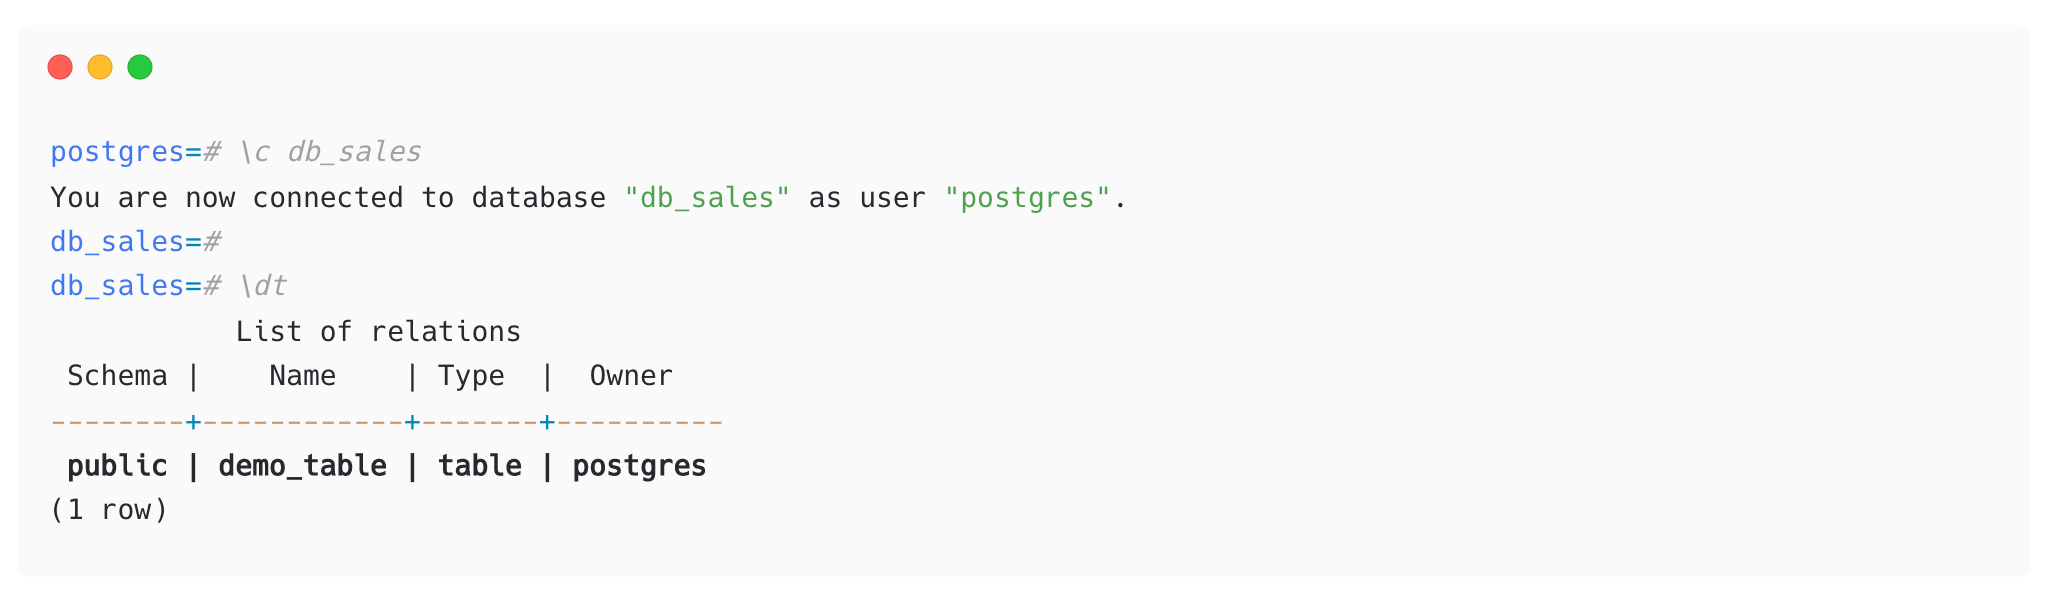 postgres=# \c db_sales
You are now connected to database "db_sales" as user "postgres".
db_sales=#
db_sales=# \dt
           List of relations
 Schema |    Name    | Type  |  Owner
--------+------------+-------+----------
 public | demo_table | table | postgres
(1 row)